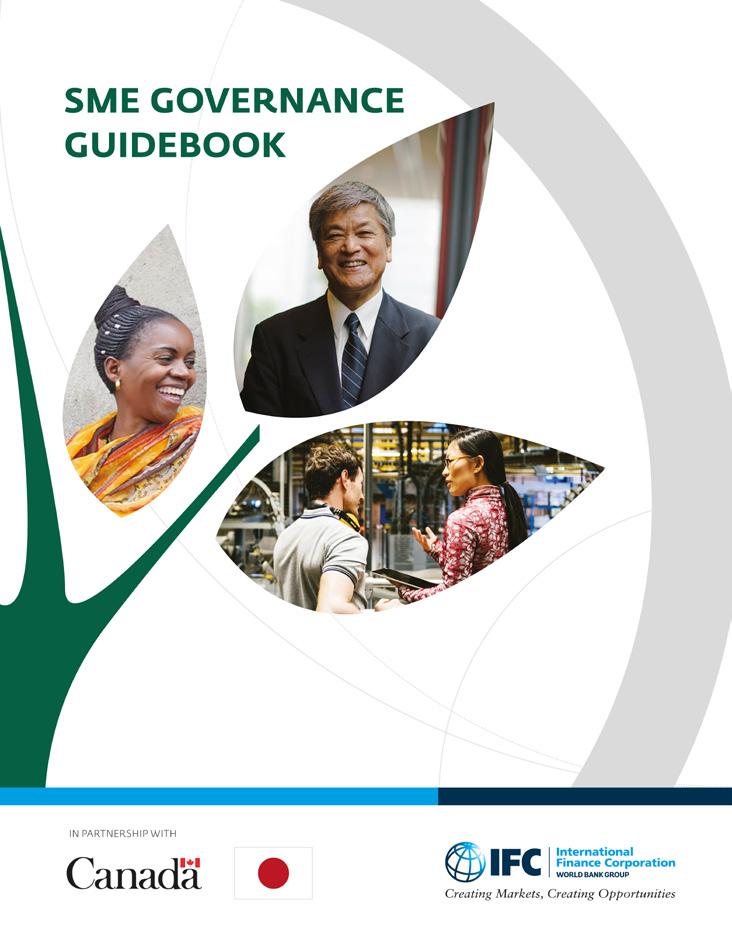 SME GOVERNANCE
GUIDEBOOK
IN PARTNERSHIP WITH
Canada
IFC
International
Finance Corporation
WORLD BANK GROUP
Creating Markets, Creating Opportunities